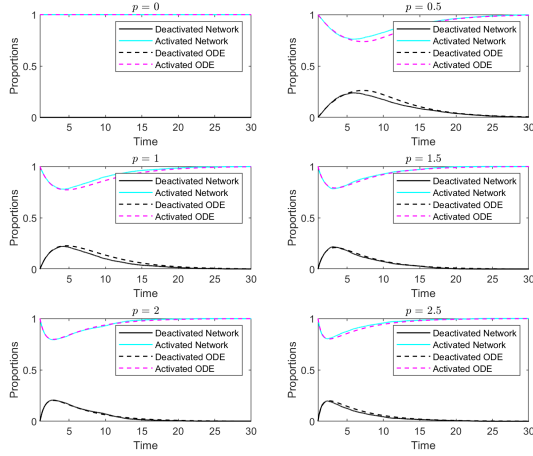 p = 0
Proportions
1
0.5
0
Deactivated Network
Activated Network
Deactivated ODE
Activated ODE
5 10 15 20 25 30
Time
p = 0.5
Proportions
1
0.5
0
Deactivated Network
Activated Network
Deactivated ODE
Activated ODE
5 10 15 20 25 30
Time
p = 1
Proportions
1
0.5
0
Deactivated Network
Activated Network
Deactivated ODE
Activated ODE
5 10 15 20 25 30
Time
p = 1.5
Proportions
1
0.5
0
Deactivated Network
Activated Network
Deactivated ODE
Activated ODE
5 10 15 20 25 30
Time
p = 2
Proportions
1
0.5
0
Deactivated Network
Activated Network
Deactivated ODE
Activated ODE
5 10 15 20 25 30
Time
p = 2.5
Proportions
1
0.5
0
Deactivated Network
Activated Network
Deactivated ODE
Activated ODE
5 10 15 20 25 30
Time